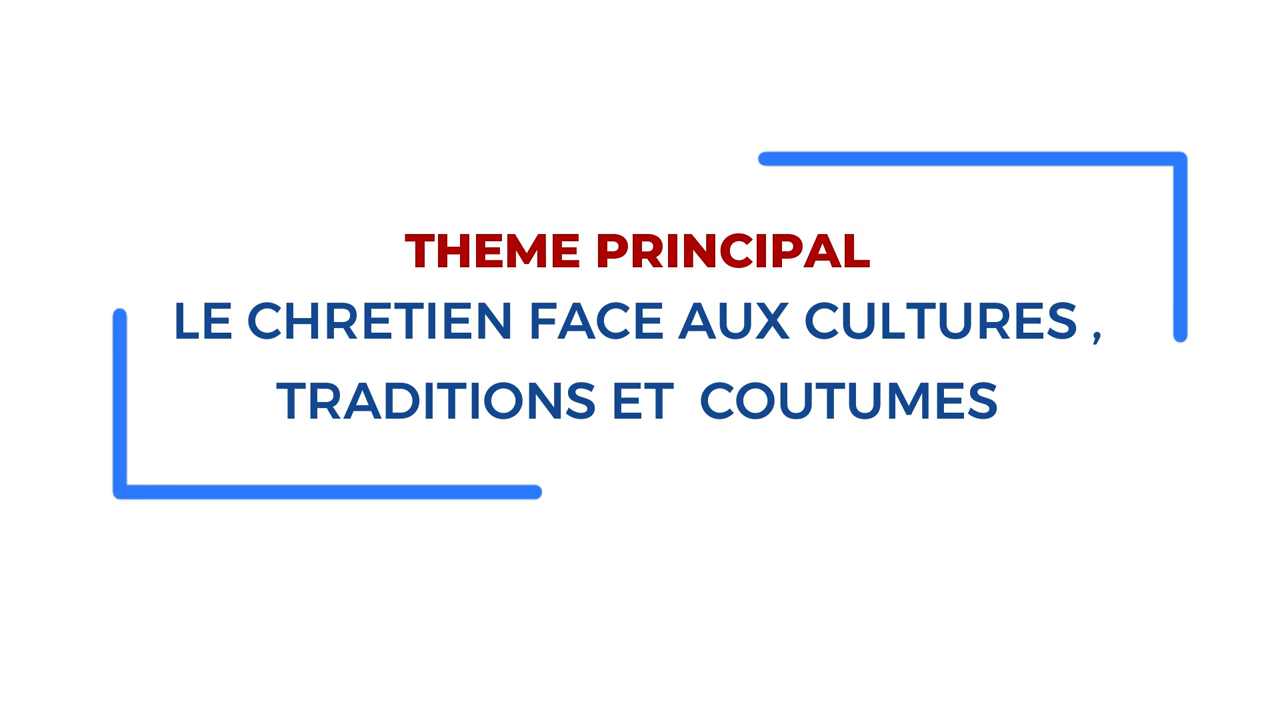 THEME PRINCIPAL
LE CHRETIEN FACE AUX CULTURES ,
TRADITIONS ET  COUTUMES